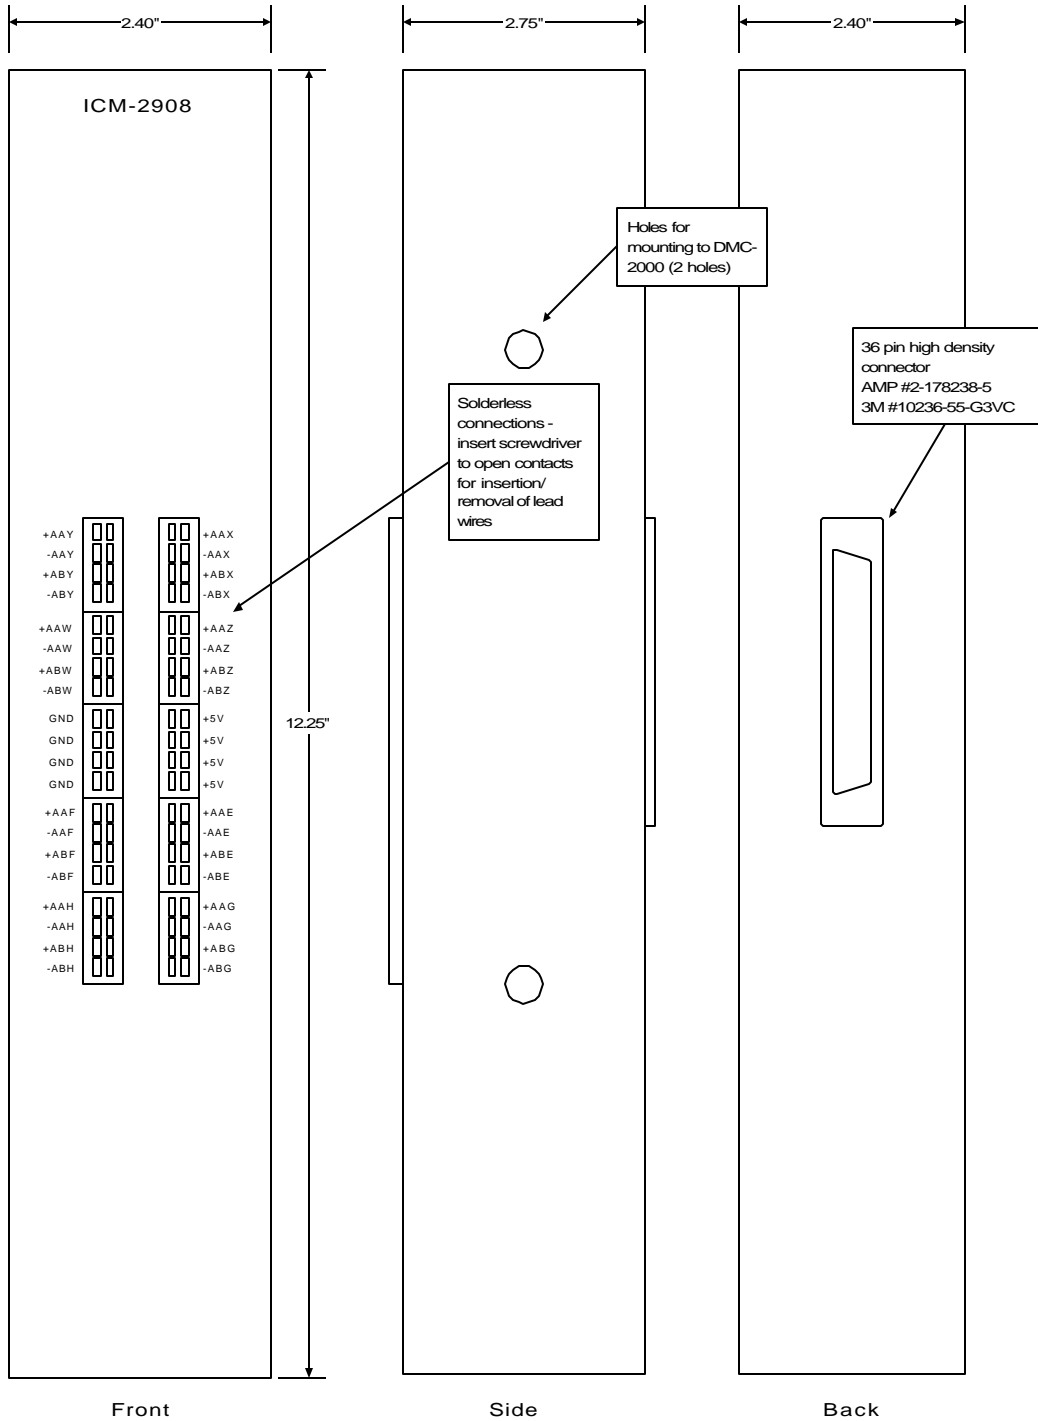 2.40"
2.75"
2.40"
ICM-2908
Holes for
mounting to DMC-
2000 (2 holes)
36 pin high density
connector
AMP #2-178238-5
3M #10236-55-G3VC
Solderless
connections -
insert screwdriver
to open contacts
for insertion/
removal of lead
wires
+AAY
+AAX
-AAY
-AAX
+ABY
+ABX
-ABY
-ABX
+AAW
+AAZ
-AAW
-AAZ
+ABW
+ABZ
-ABW
-ABZ
GND
+5V
GND
+5V
GND
+5V
GND
+5V
12.25"
+AAF
+AAE
-AAF
-AAE
+ABF
+ABE
-ABF
-ABE
+AAH
+AAG
-AAH
-AAG
+ABH
+ABG
-ABH
-ABG
Front
Side
Back